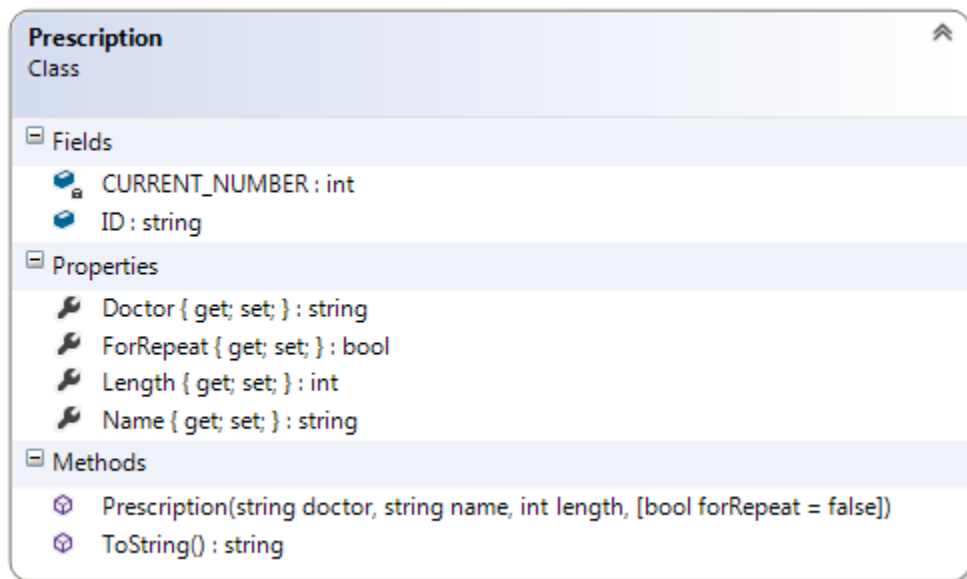 Prescription
Class
Fields
CURRENT_NUMBER : int
ID : string
Properties
Doctor { get; set; } : string
ForRepeat { get; set; } : bool
Length { get; set; } : int
Name { get; set; } : string
Methods
Prescription(string doctor, string name, int length, [bool forRepeat = false])
ToString() : string